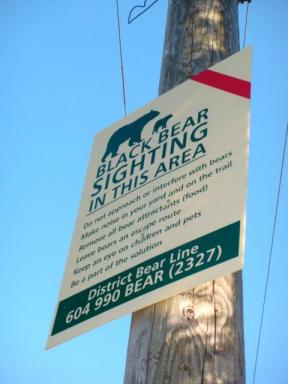 BLACK BEAR
SIGHTING
IN THIS AREA
Do not approach or interfere with bears
Make noise in your yard and on the trail
Remove all bear attractants (food)
Leave bears an escape route
Keep an eye on children and pets
Be a part of the solution
District Bear Line
604 990 BEAR (2327)